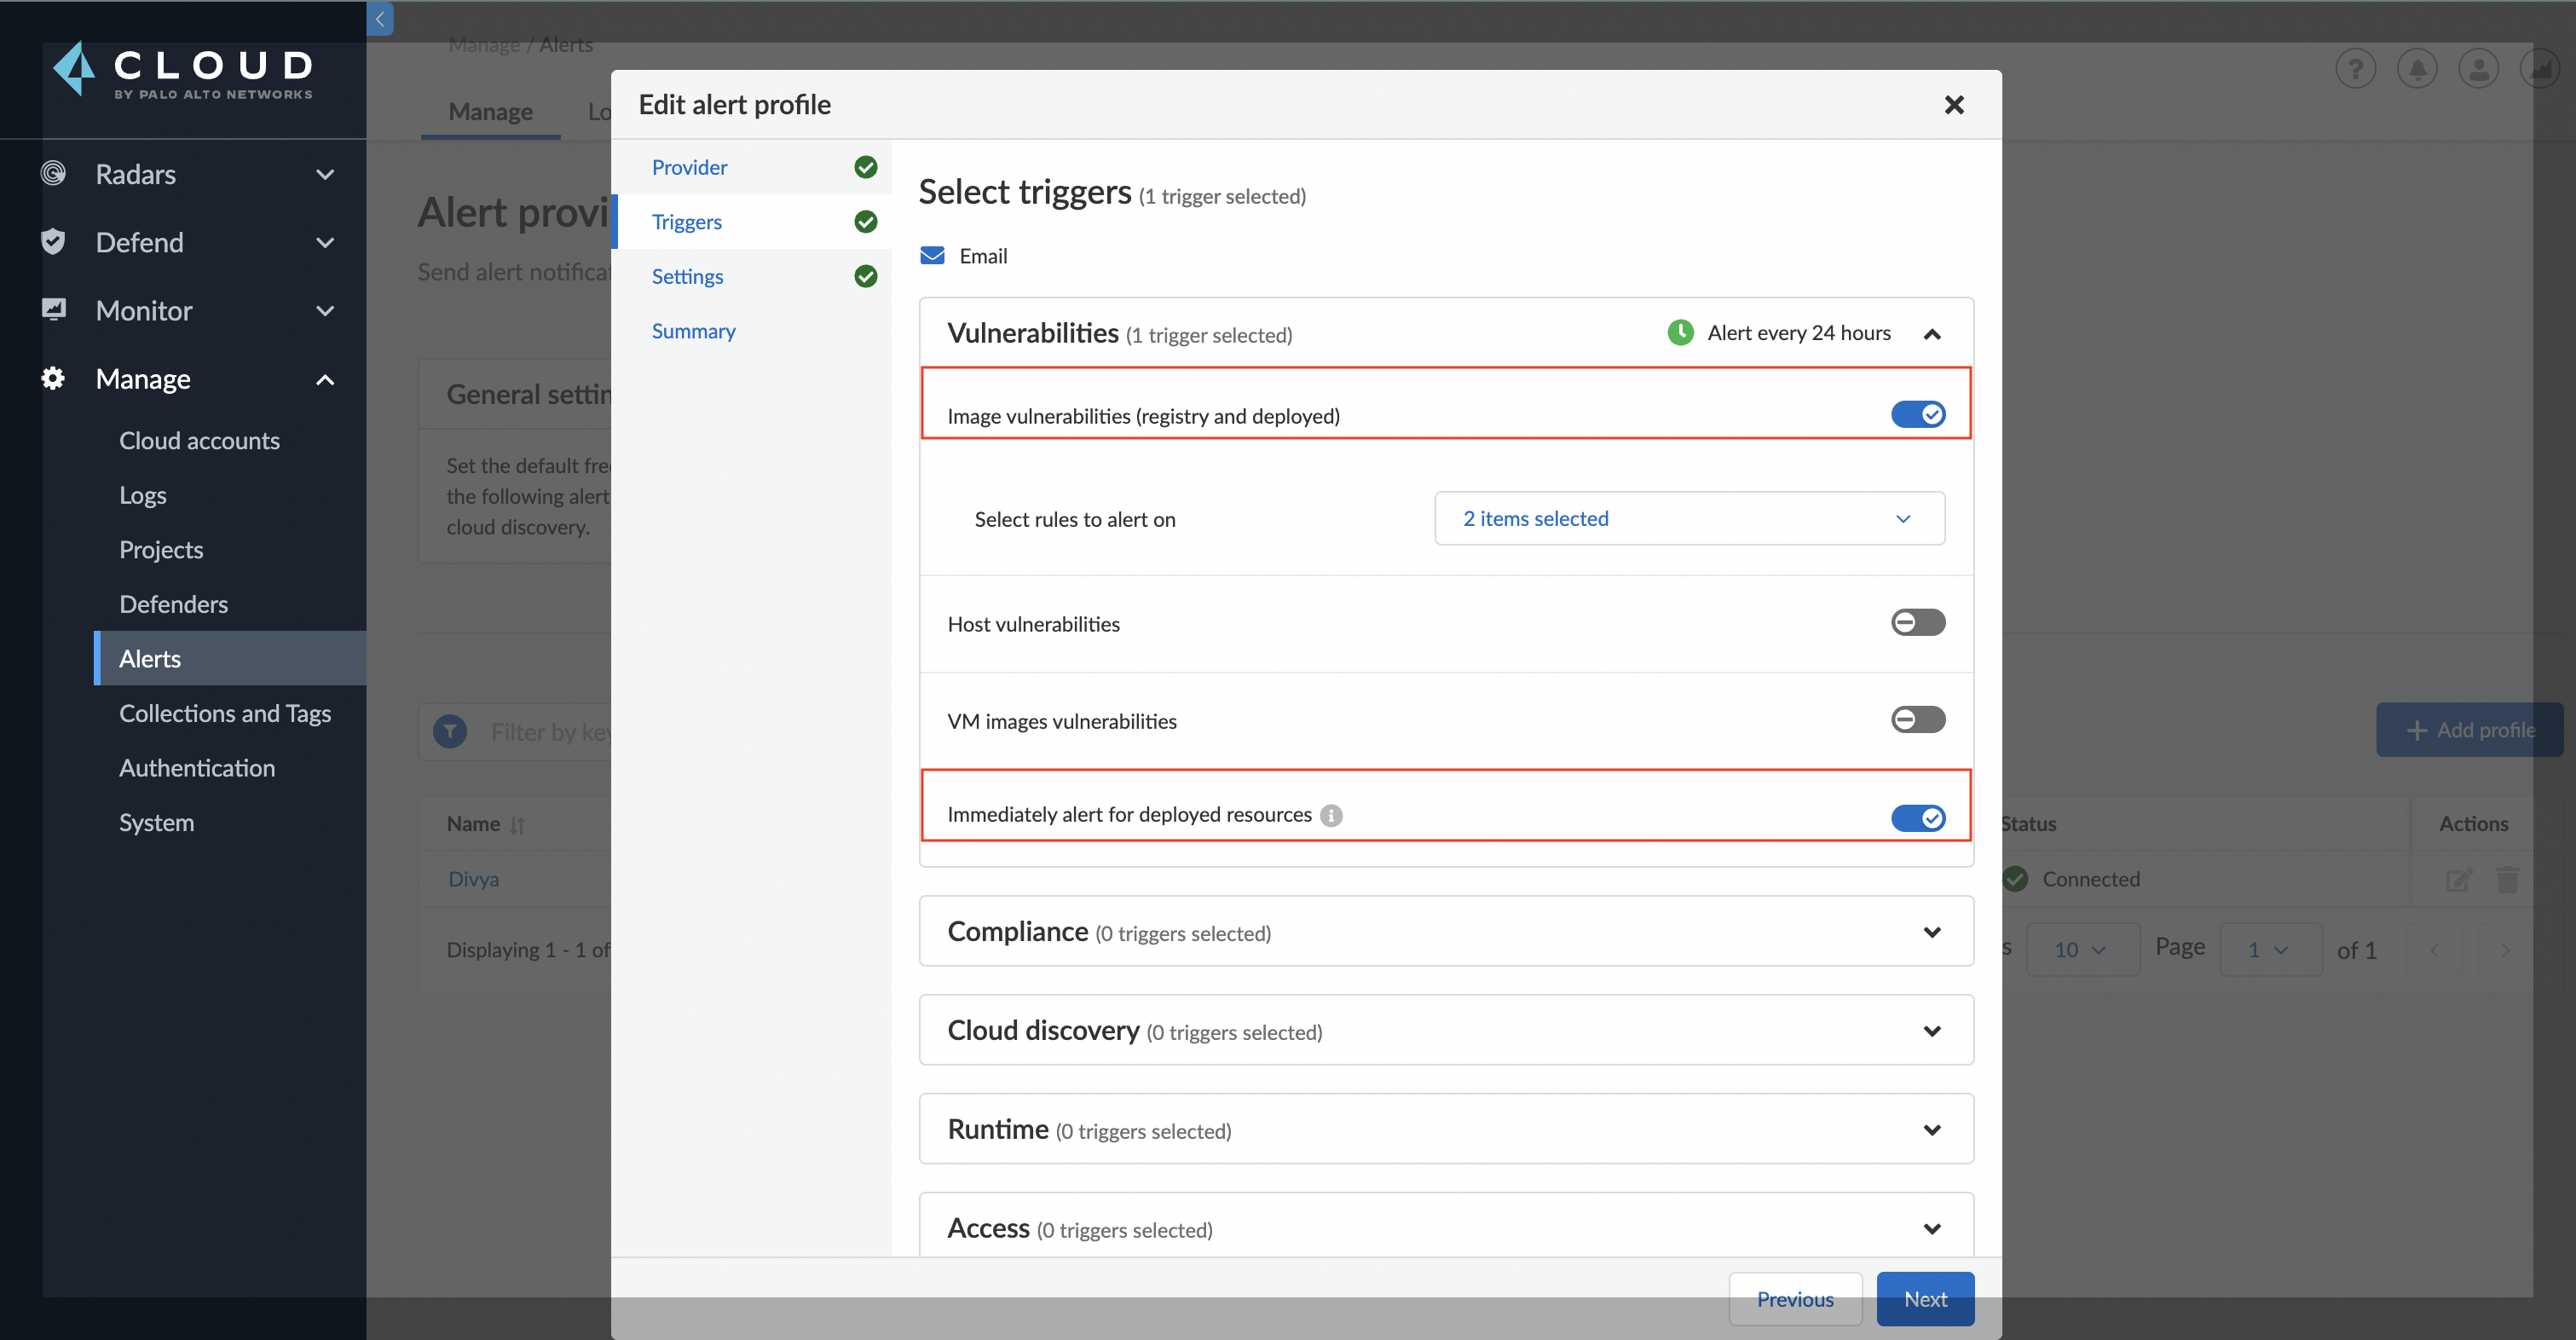 CLOUD
BY PALO ALTO NETWORKS
Radars
Defend
Monitor
Manage
Cloud accounts
Logs
Projects
Defenders
Alerts
Collections and Tags
Authentication
System
Manage / Alerts
Manage
Lo
Alert provi
Send alert notifica
General settin
Set the default fre
the following alert
cloud discovery.
Filter by key
Name
Divya
Displaying 1 - 1 of
Edit alert profile
Provider
Triggers
Settings
Summary
Select triggers (1 trigger selected)
Email
Vulnerabilities (1 trigger selected)
Alert every 24 hours
Image vulnerabilities (registry and deployed)
Select rules to alert on
2 items selected
Host vulnerabilities
VM images vulnerabilities
Immediately alert for deployed resources
Compliance (0 triggers selected)
Cloud discovery (0 triggers selected)
Runtime (0 triggers selected)
Access (0 triggers selected)
Previous
Next
Add profile
Status
Actions
Connected
s
10
Page
1
of 1